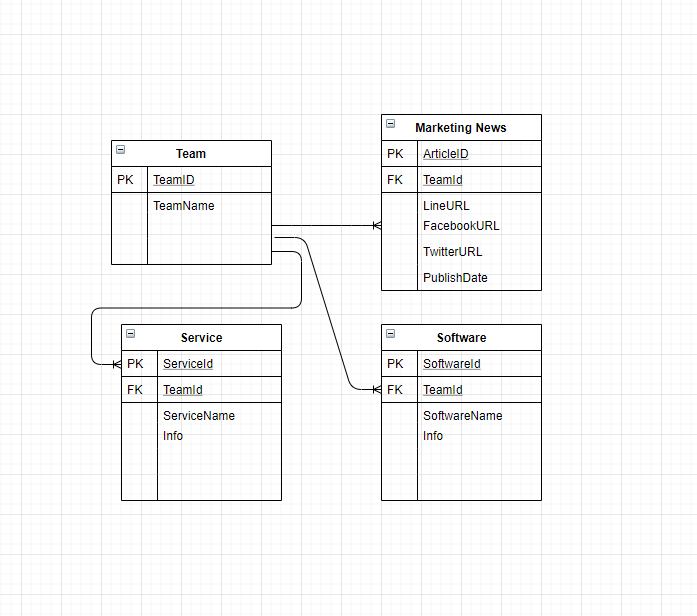 Team
PK TeamID
TeamName
Marketing News
PK ArticleID
FK TeamId
LineURL
FacebookURL
TwitterURL
PublishDate
Service
PK ServiceId
FK TeamId
ServiceName
Info
Software
PK SoftwareId
FK TeamId
SoftwareName
Info